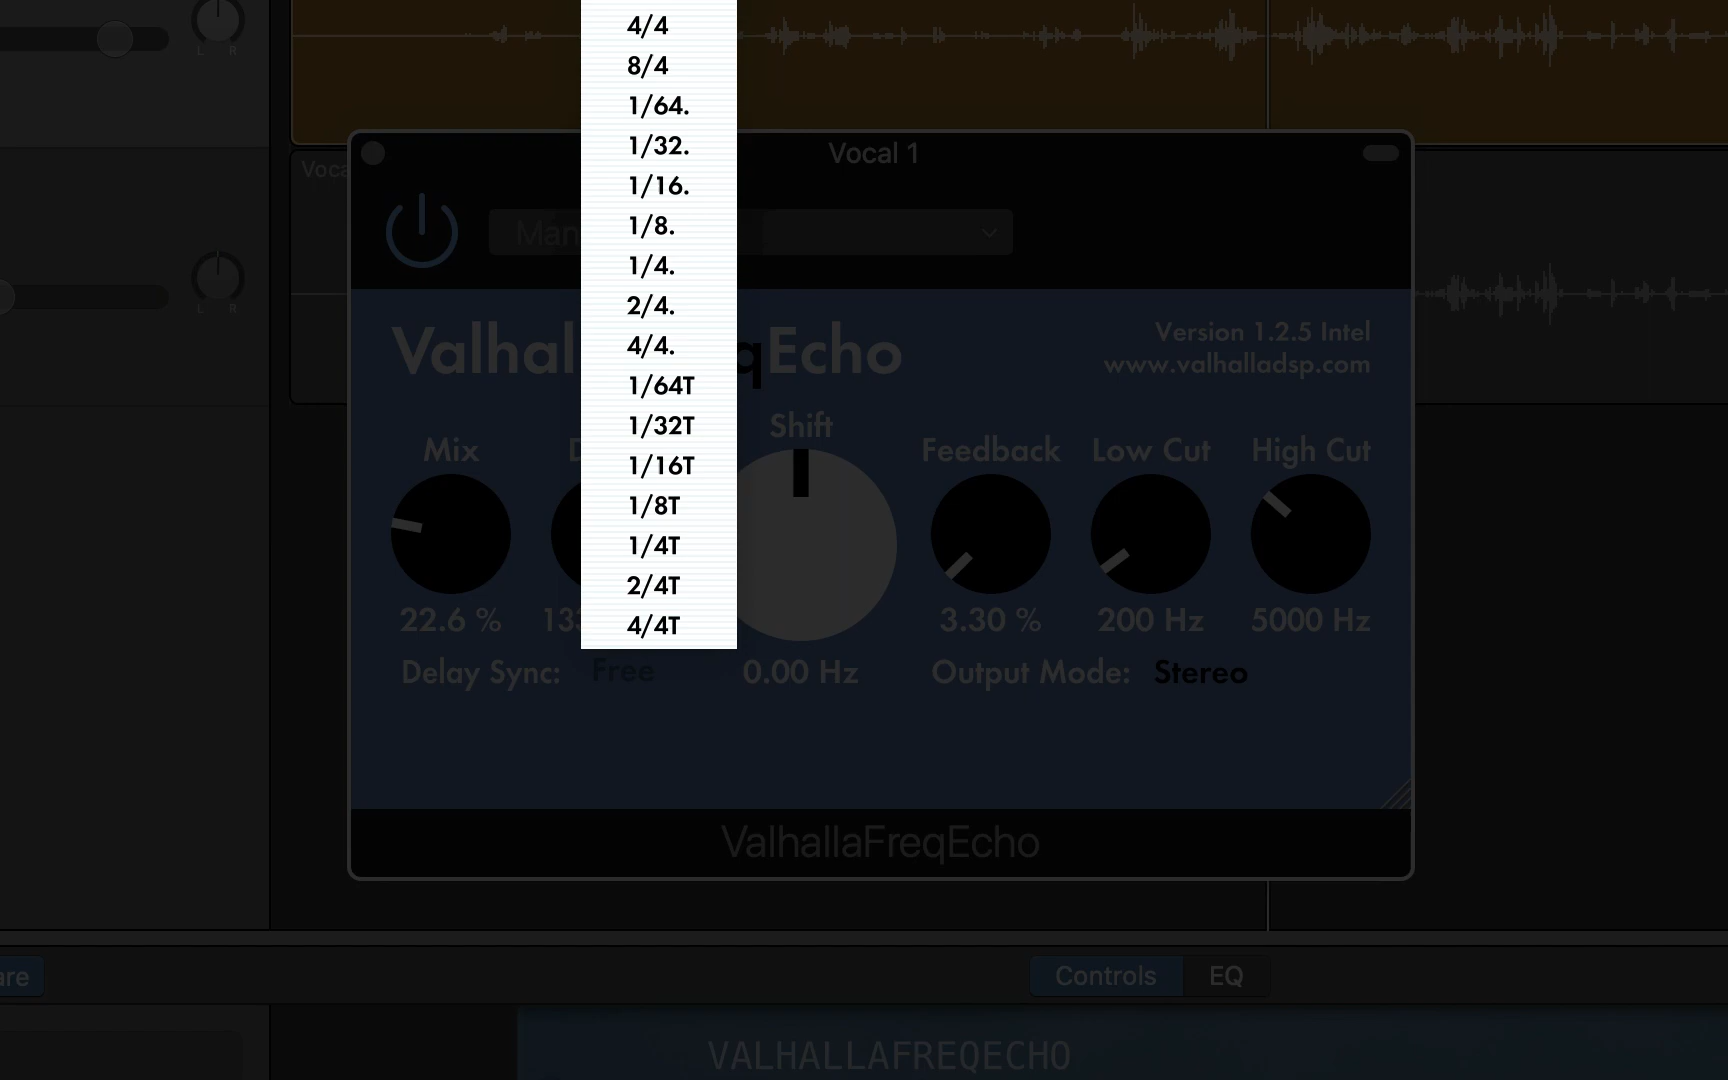 4/4
8/4
1/64.
1/32.
1/16.
1/8.
1/4.
2/4.
4/4.
1/64T
1/32T
1/16T
1/8T
1/4T
2/4T
4/4T
L R
L R
Vocal 1
Version 1.2.5 Intel
www.valhalladsp.com
Mix
Shift
Feedback
Low Cut
High Cut
22.6 %
3.30 %
200 Hz
5000 Hz
Delay Sync: Free
0.00 Hz
Output Mode: Stereo
ValhallaFreqEcho
Controls
EQ
VALHALLAFREQECHO